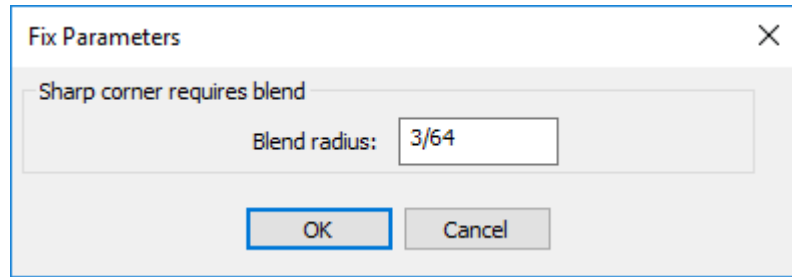 Fix Parameters
Sharp corner requires blend
Blend radius: 3/64
OK Cancel